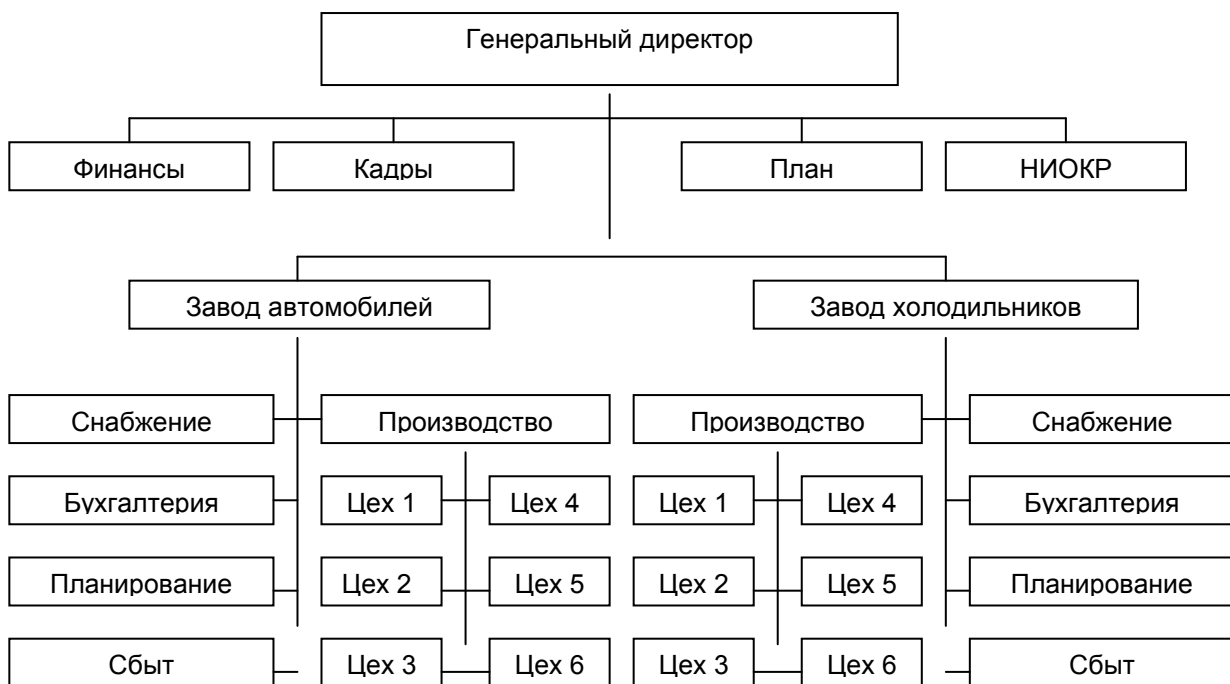 Генеральный директор
Финансы Кадры План НИОКР
Завод автомобилей Завод холодильников
Снабжение Производство Производство Снабжение
Бухгалтерия Цех 1 Цех 4 Цех 1 Цех 4 Бухгалтерия
Планирование Цех 2 Цех 5 Цех 2 Цех 5 Планирование
Сбыт Цех 3 Цех 6 Цех 3 Цех 6 Сбыт